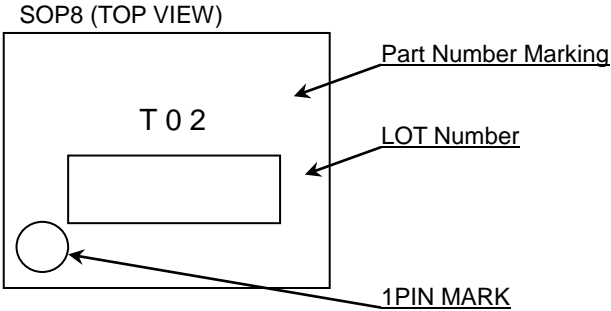 SOP8 (TOP VIEW)
Part Number Marking
T 0 2
LOT Number
1PIN MARK